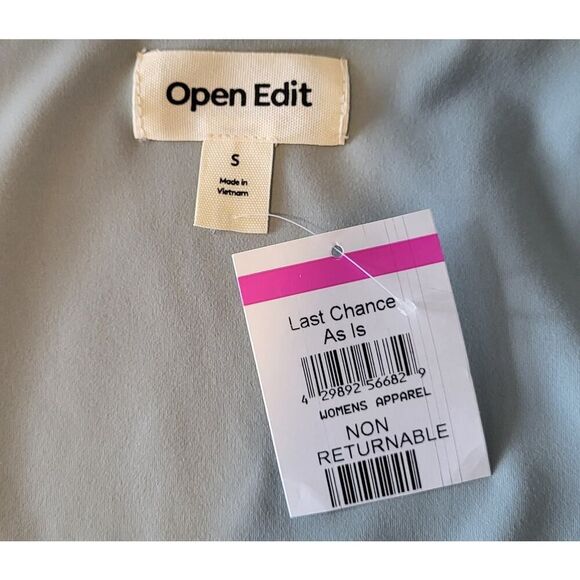 Open Edit
S
Made in
Vietnam
Last Chance
As Is
4 29892 56682 9
WOMENS APPAREL
NON
RETURNABLE